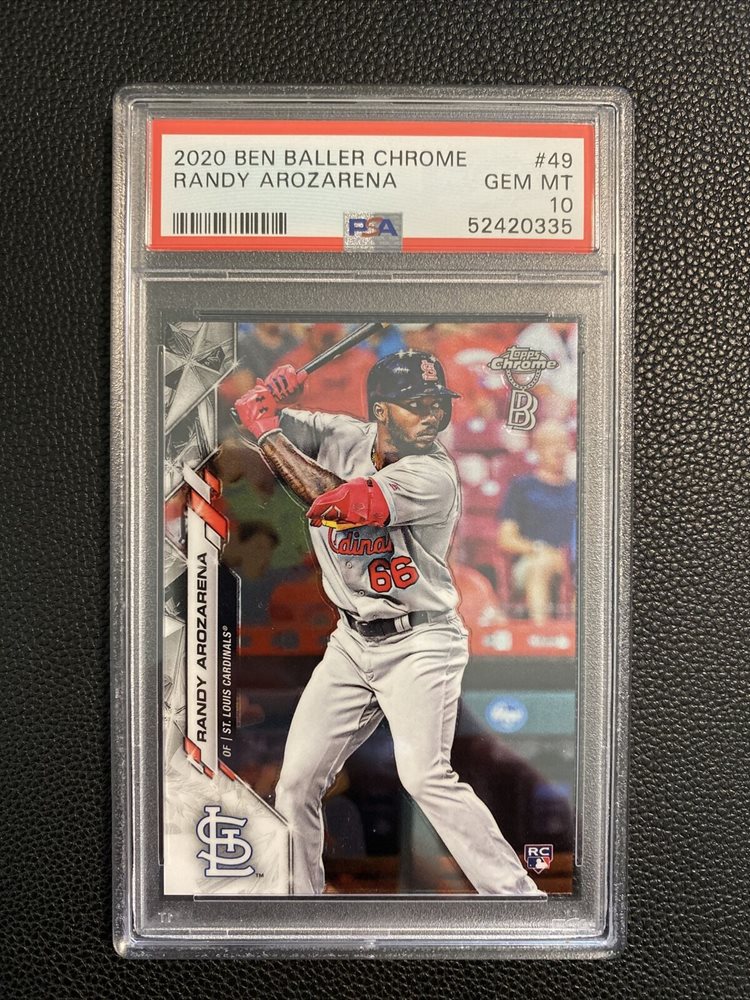 2020 BEN BALLER CHROME #49
RANDY AROZARENA GEM MT
10
PSA 52420335
Topps
Chrome
B
Cardinals
66
RANDY AROZARENA
OF | ST. LOUIS CARDINALS®
STL
™
RC